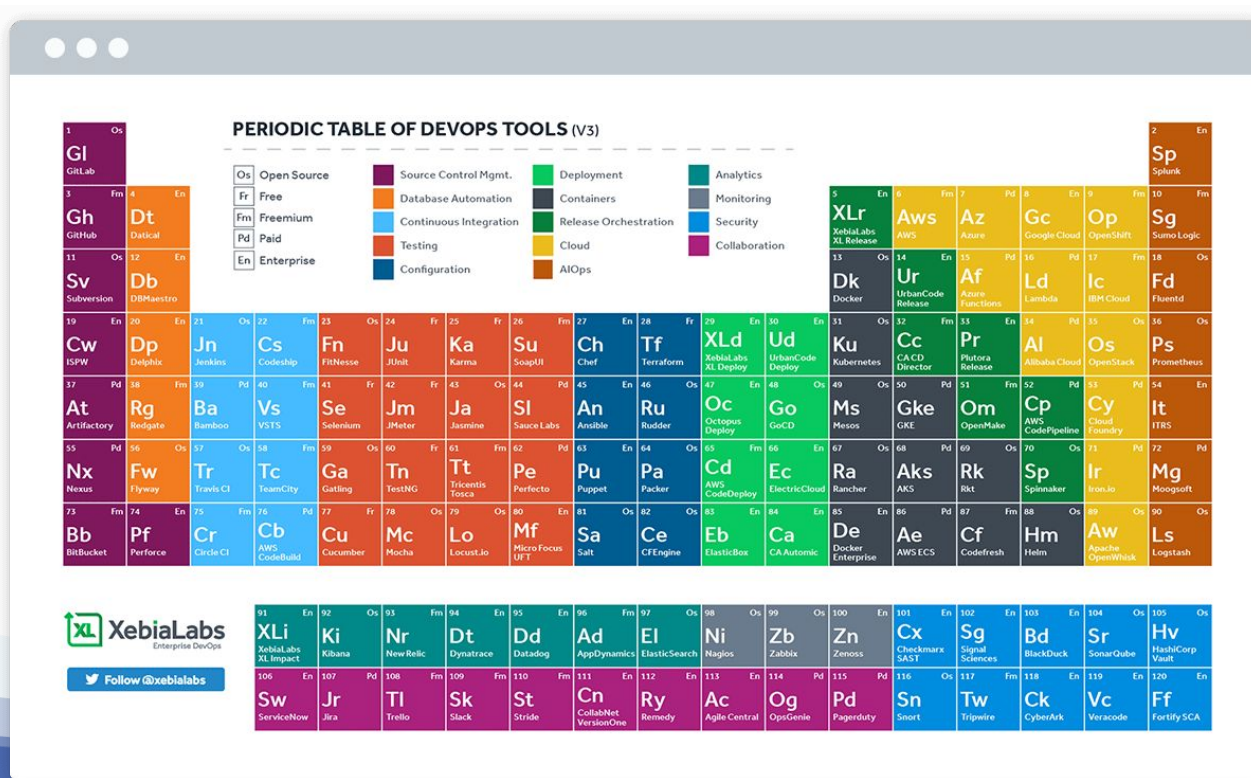 PERIODIC TABLE OF DEVOPS TOOLS (V3)
Os Open Source
Fr Free
Fm Freemium
Pd Paid
En Enterprise
Source Control Mgmt.
Database Automation
Continuous Integration
Testing
Configuration
Deployment
Containers
Release Orchestration
Cloud
AIOps
Analytics
Monitoring
Security
Collaboration
1 Os Gl GitLab
2 En Sp Splunk
3 Fm Gh GitHub
4 En Dt Datical
5 En XLr XebiaLabs XL Release
6 Fm Aws AWS
7 Pd Az Azure
8 En Gc Google Cloud
9 Fm Op OpenShift
10 Fm Sg Sumo Logic
11 Os Sv Subversion
12 En Db DBMaestro
13 Os Dk Docker
14 En Ur UrbanCode Release
15 Pd Af Azure Functions
16 Pd Ld Lambda
17 Fm Ic IBM Cloud
18 Os Fd Fluentd
19 En Cw ISPW
20 En Dp Delphix
21 Os Jn Jenkins
22 Fm Cs Codeship
23 Os Fn FitNesse
24 Fr Ju JUnit
25 Fr Ka Karma
26 Fm Su SoapUI
27 En Ch Chef
28 Fr Tf Terraform
29 En XLd XebiaLabs XL Deploy
30 En Ud UrbanCode Deploy
31 Os Ku Kubernetes
32 Fm Cc CA CD Director
33 En Pr Plutora Release
34 Pd Al Alibaba Cloud
35 Os Os OpenStack
36 Os Ps Prometheus
37 Pd At Artifactory
38 Fm Rg Redgate
39 Pd Ba Bamboo
40 Fm Vs VSTS
41 Fr Se Selenium
42 Fr Jm JMeter
43 Os Ja Jasmine
44 Pd Sl Sauce Labs
45 En An Ansible
46 Os Ru Rudder
47 En Oc Octopus Deploy
48 Os Go GoCD
49 Os Ms Mesos
50 Pd Gke GKE
51 Fm Om OpenMake
52 Pd Cp AWS CodePipeline
53 Pd Cy Cloud Foundry
54 En It ITRS
55 Pd Nx Nexus
56 Os Fw Flyway
57 Os Tr Travis CI
58 Fm Tc TeamCity
59 Os Ga Gatling
60 Fr Tn TestNG
61 Fm Tt Tricentis Tosca
62 Pd Pe Perfecto
63 En Pu Puppet
64 Os Pa Packer
65 Fm Cd AWS CodeDeploy
66 En Ec ElectricCloud
67 Os Ra Rancher
68 Pd Aks AKS
69 Os Rk Rkt
70 Os Sp Spinnaker
71 Pd Ir Iron.io
72 Pd Mg Moogsoft
73 Fm Bb BitBucket
74 En Pf Perforce
75 Fm Cr Circle CI
76 Pd Cb AWS CodeBuild
77 Fr Cu Cucumber
78 Os Mc Mocha
79 Os Lo Locust.io
80 En Mf Micro Focus UFT
81 Os Sa Salt
82 Os Ce CFEngine
83 En Eb ElasticBox
84 En Ca CA Automic
85 En De Docker Enterprise
86 Pd Ae AWS ECS
87 Fm Cf Codefresh
88 Os Hm Helm
89 Os Aw Apache OpenWhisk
90 Os Ls Logstash
XL XebiaLabs
Enterprise DevOps
Follow @xebialabs
91 En XLi XebiaLabs XL Impact
92 Os Ki Kibana
93 Fm Nr New Relic
94 En Dt Dynatrace
95 En Dd Datadog
96 Fm Ad AppDynamics
97 Os El ElasticSearch
98 Os Ni Nagios
99 Os Zb Zabbix
100 En Zn Zenoss
101 En Cx Checkmarx SAST
102 En Sg Signal Sciences
103 En Bd BlackDuck
104 Os Sr SonarQube
105 Os Hv HashiCorp Vault
106 En Sw ServiceNow
107 Pd Jr Jira
108 Fm Tl Trello
109 Fm Sk Slack
110 Fm St Stride
111 En Cn CollabNet VersionOne
112 En Ry Remedy
113 En Ac Agile Central
114 Pd Og OpsGenie
115 Pd Pd Pagerduty
116 Os Sn Snort
117 Fm Tw Tripwire
118 En Ck CyberArk
119 En Vc Veracode
120 En Ff Fortify SCA